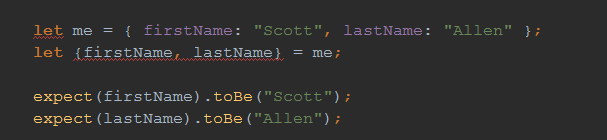 let me = { firstName: "Scott", lastName: "Allen" };
let {firstName, lastName} = me;
expect(firstName).toBe("Scott");
expect(lastName).toBe("Allen");